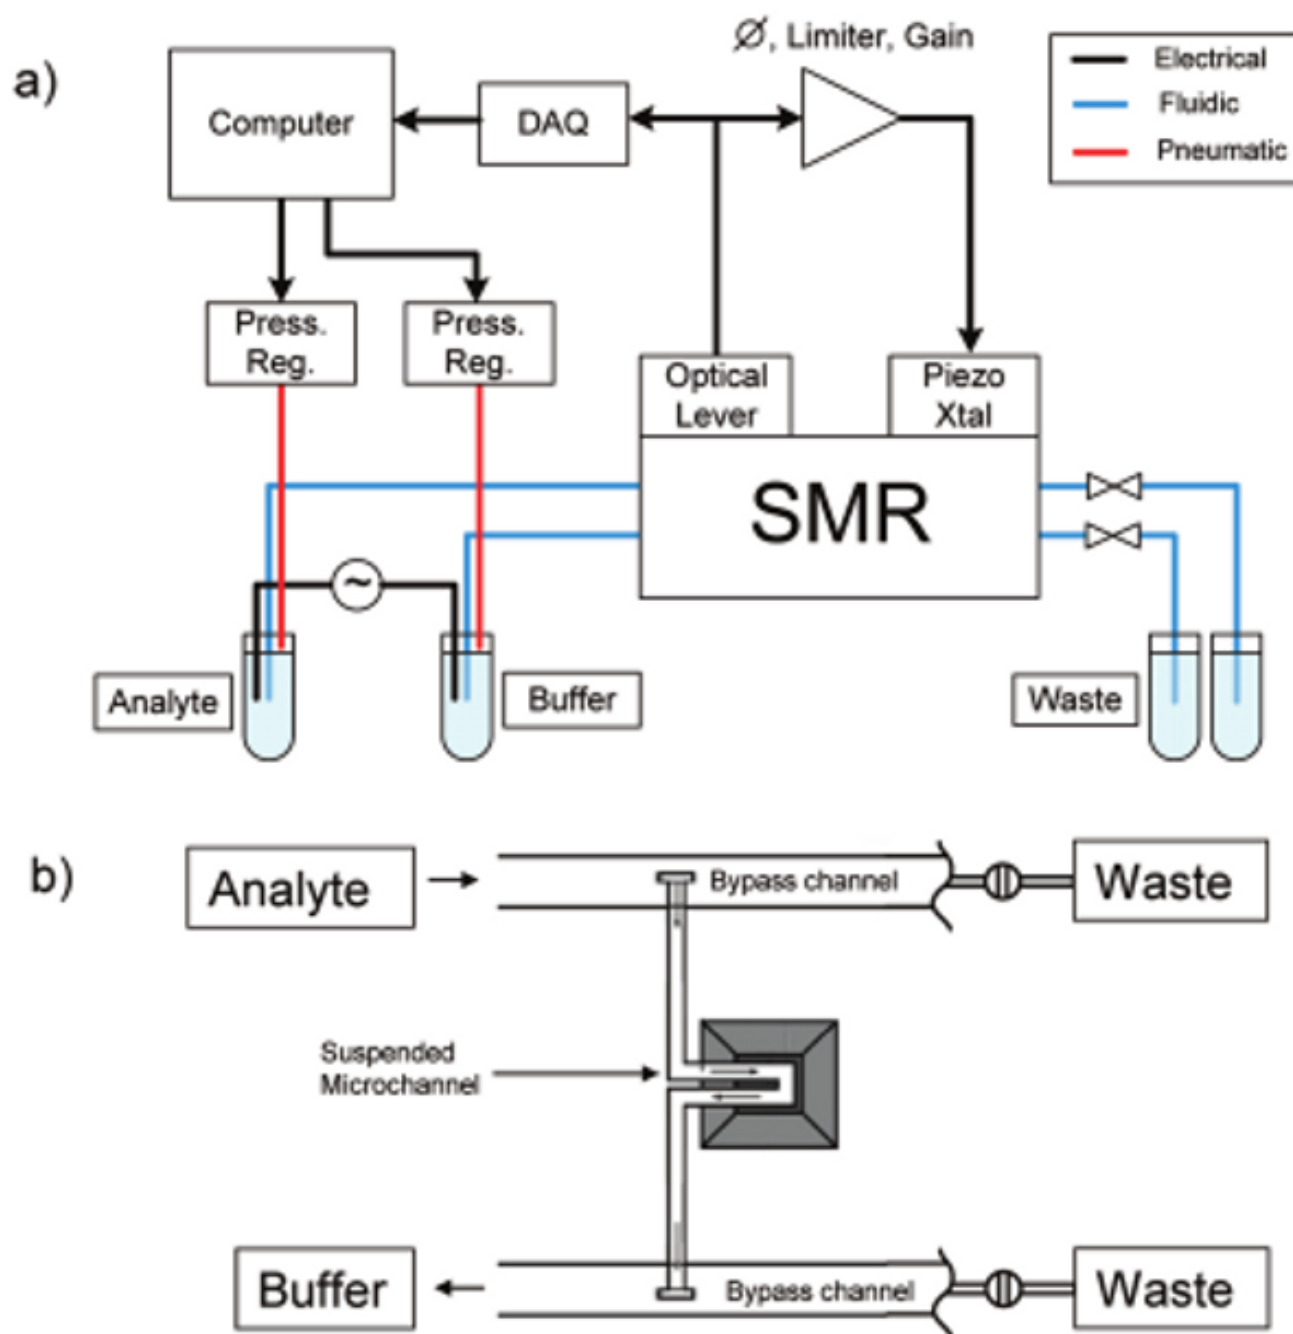 a)
Ø, Limiter, Gain
Electrical
Fluidic
Pneumatic
Computer
DAQ
Press.
Reg.
Press.
Reg.
Optical
Lever
Piezo
Xtal
SMR
~
Analyte
Buffer
Waste
b)
Analyte
Bypass channel
Waste
Suspended
Microchannel
Buffer
Bypass channel
Waste